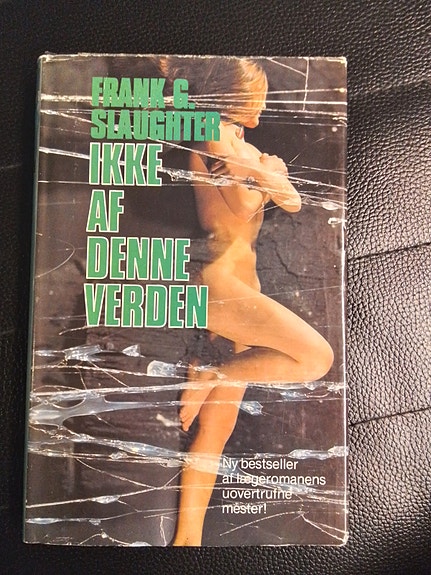 FRANK G.
SLAUGHTER
IKKE
AF
DENNE
VERDEN
Ny bestseller
af lægeromanens
uovertrufne
mester!